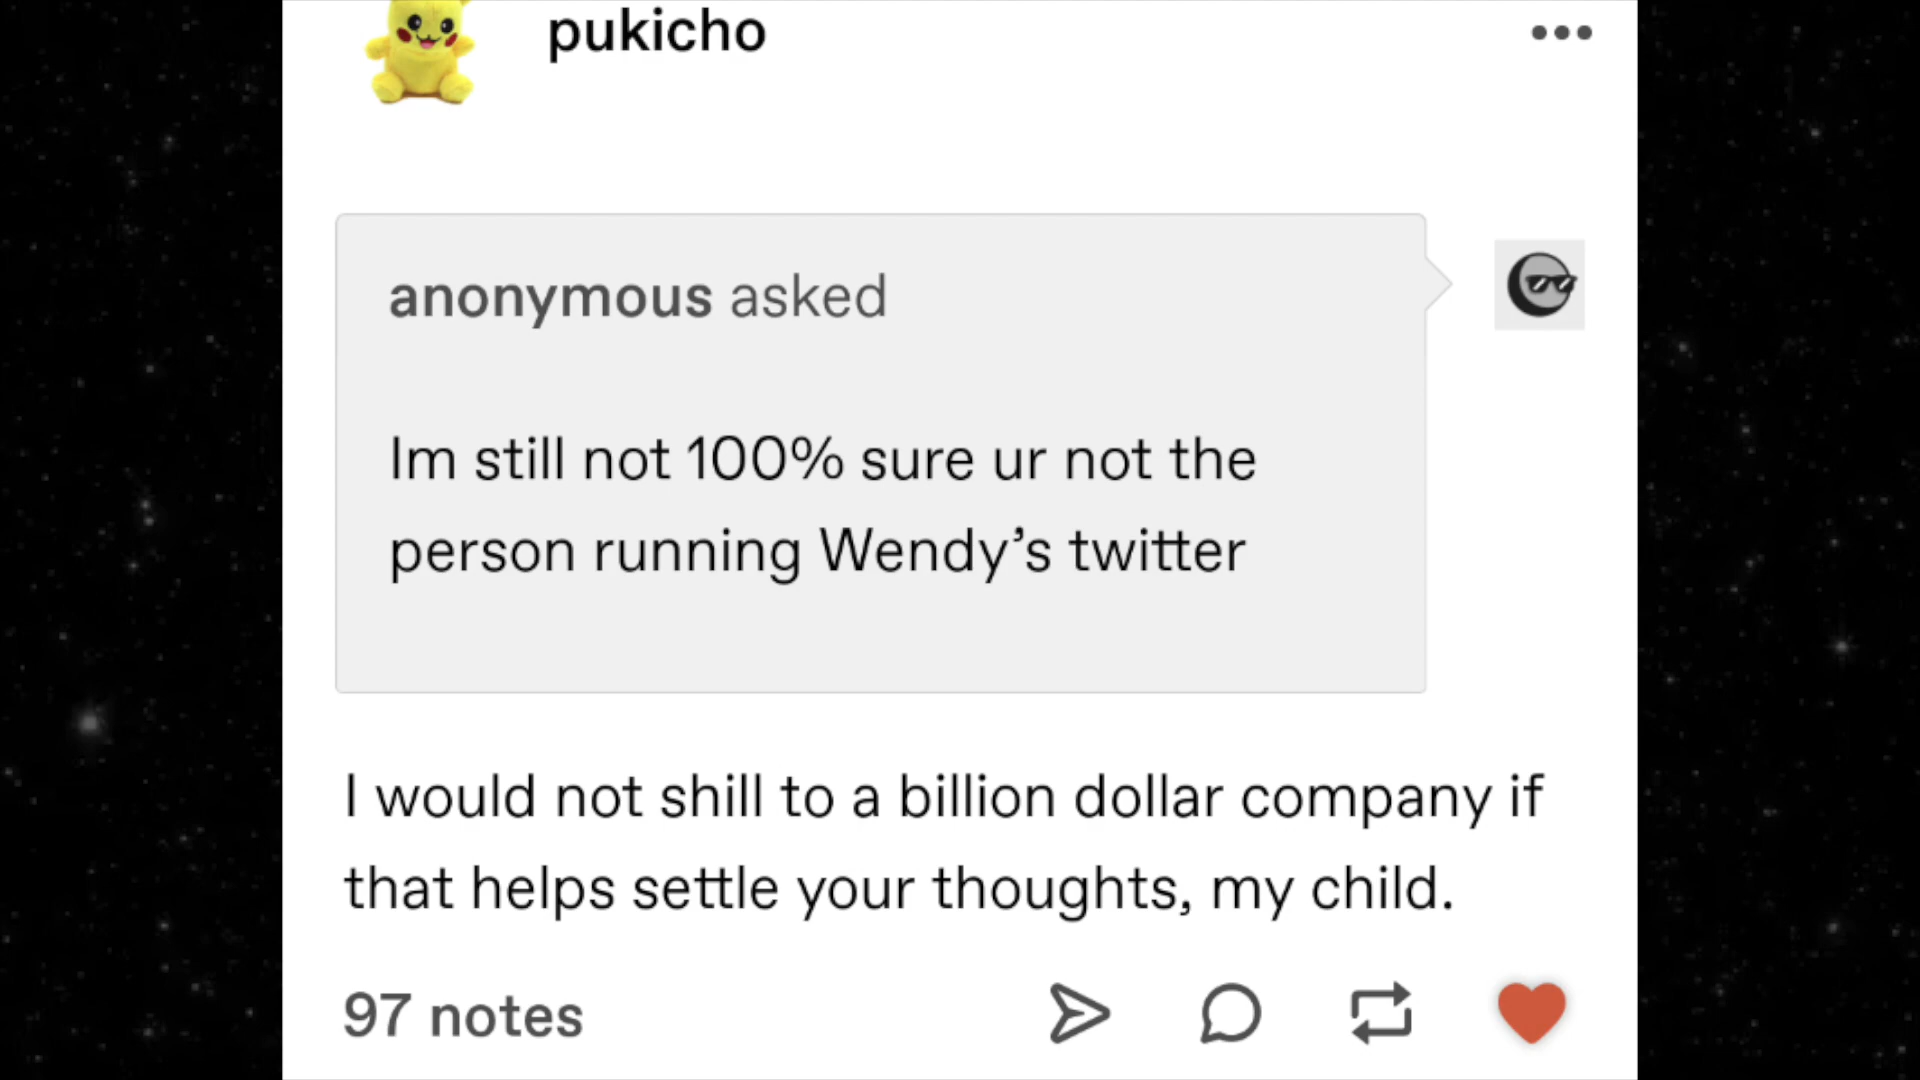 pukicho
anonymous asked
Im still not 100% sure ur not the
person running Wendy’s twitter
I would not shill to a billion dollar company if
that helps settle your thoughts, my child.
97 notes